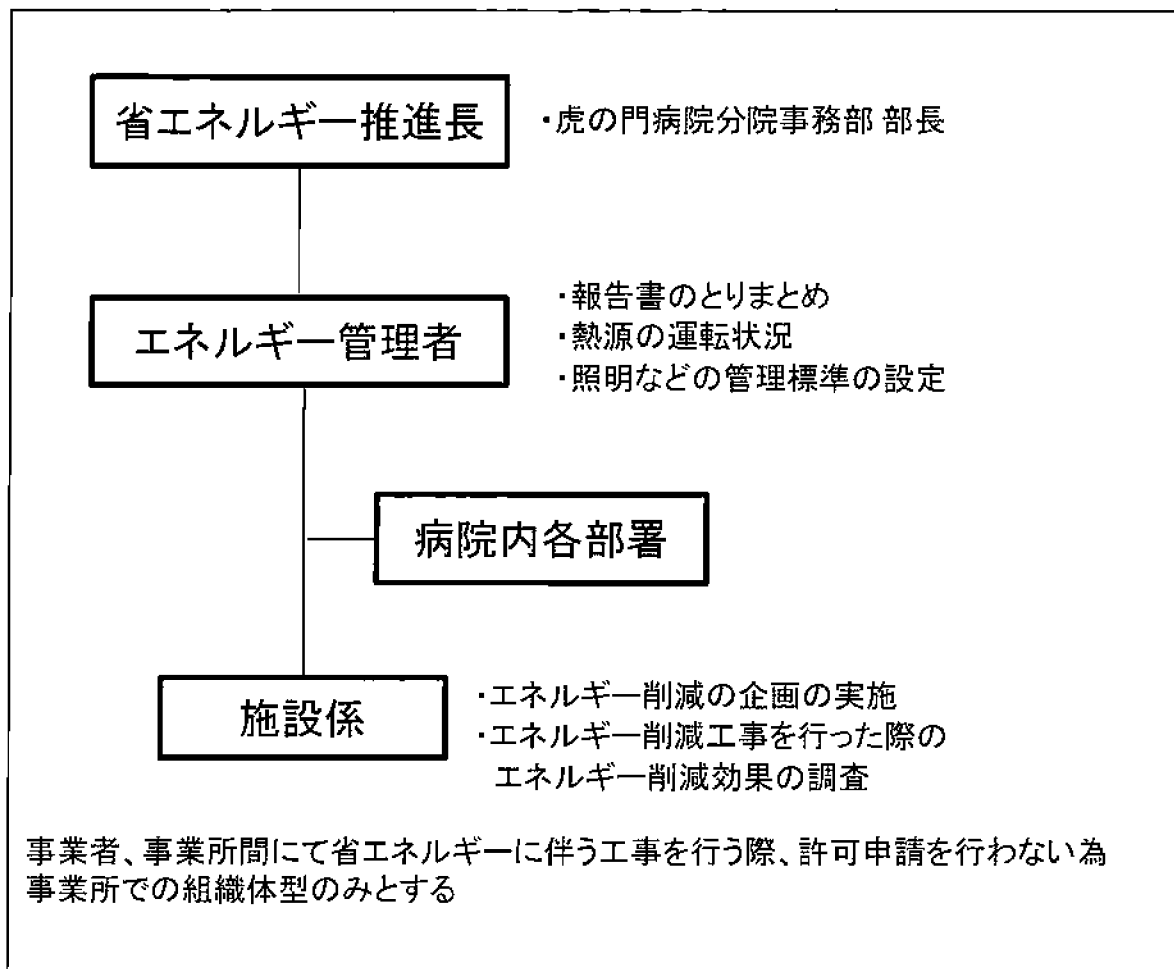 省エネルギー推進長
・虎の門病院分院事務部 部長
エネルギー管理者
・報告書のとりまとめ
・熱源の運転状況
・照明などの管理標準の設定
病院内各部署
施設係
・エネルギー削減の企画の実施
・エネルギー削減工事を行った際の
エネルギー削減効果の調査
事業者、事業所間にて省エネルギーに伴う工事を行う際、許可申請を行わない為
事業所での組織体型のみとする